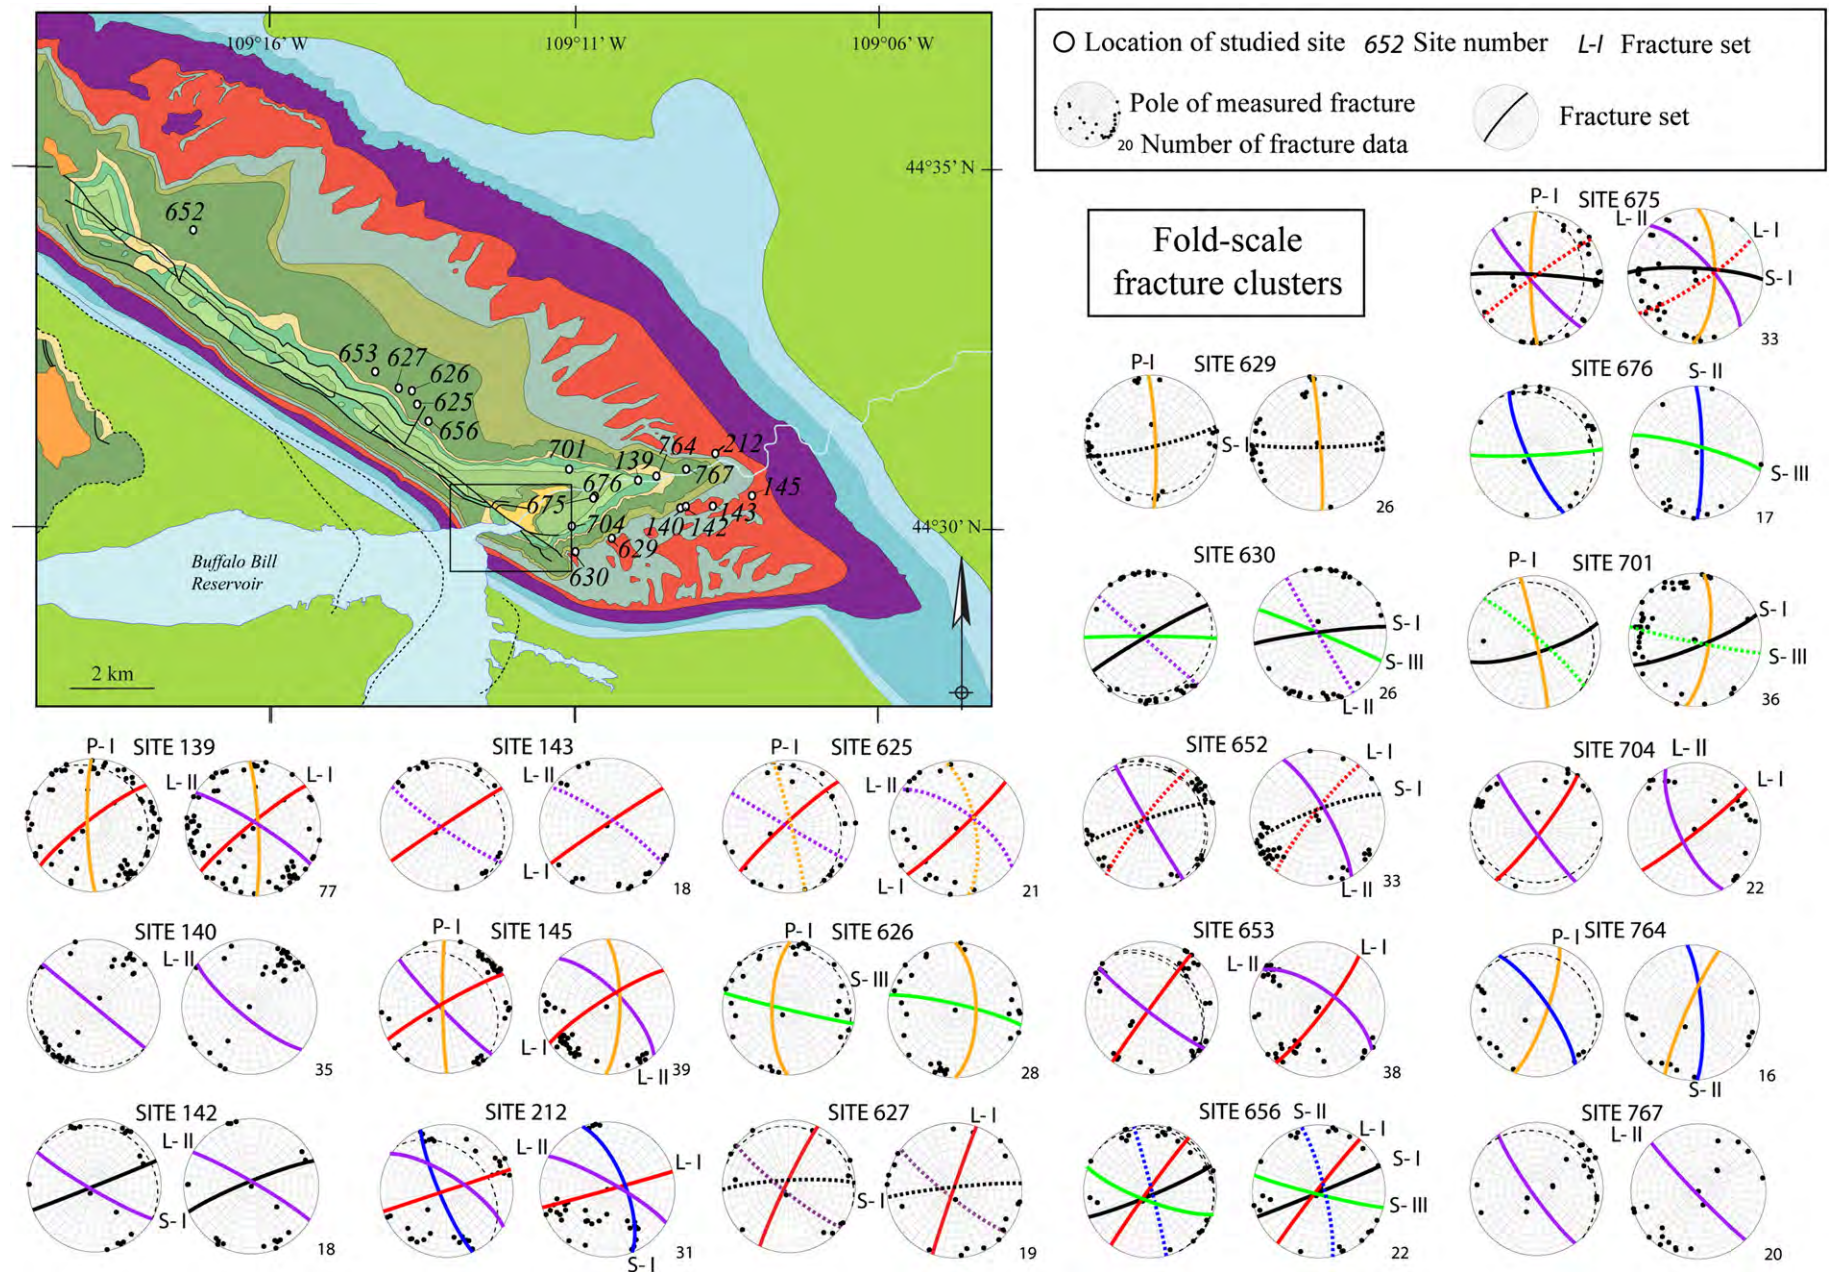 109°16' W
109°11' W
109°06' W
44°35' N
44°30' N
652
653
627
626
625
656
701
139
764
212
767
676
675
145
704
140
142
143
629
630
Buffalo Bill
Reservoir
2 km
Location of studied site 652 Site number L-I Fracture set
Pole of measured fracture
20 Number of fracture data
Fracture set
Fold-scale
fracture clusters
P- I SITE 675
L- II
L- I
S- I
33
P-I SITE 629
S- I
26
SITE 676
S- II
S- III
17
SITE 630
S- I
S- III
26
L- II
P- I SITE 701
S- I
S- III
36
P- I SITE 139
L- II
L- I
77
SITE 143
L- II
L- I
18
P- I SITE 625
L- II
L- I
21
SITE 652
L- I
S- I
33
L- II
SITE 704 L- II
L- I
22
SITE 140
L- II
35
P- I SITE 145
L- I
L- II 39
P- I SITE 626
S- III
28
SITE 653
L- I
L- II
38
P- I SITE 764
S- II
16
SITE 142
L- II
S- I
18
SITE 212
L- II
L- I
S- I
31
SITE 627
L- I
S- I
19
SITE 656 S- II
L- I
S- I
S- III
22
SITE 767
L- II
20